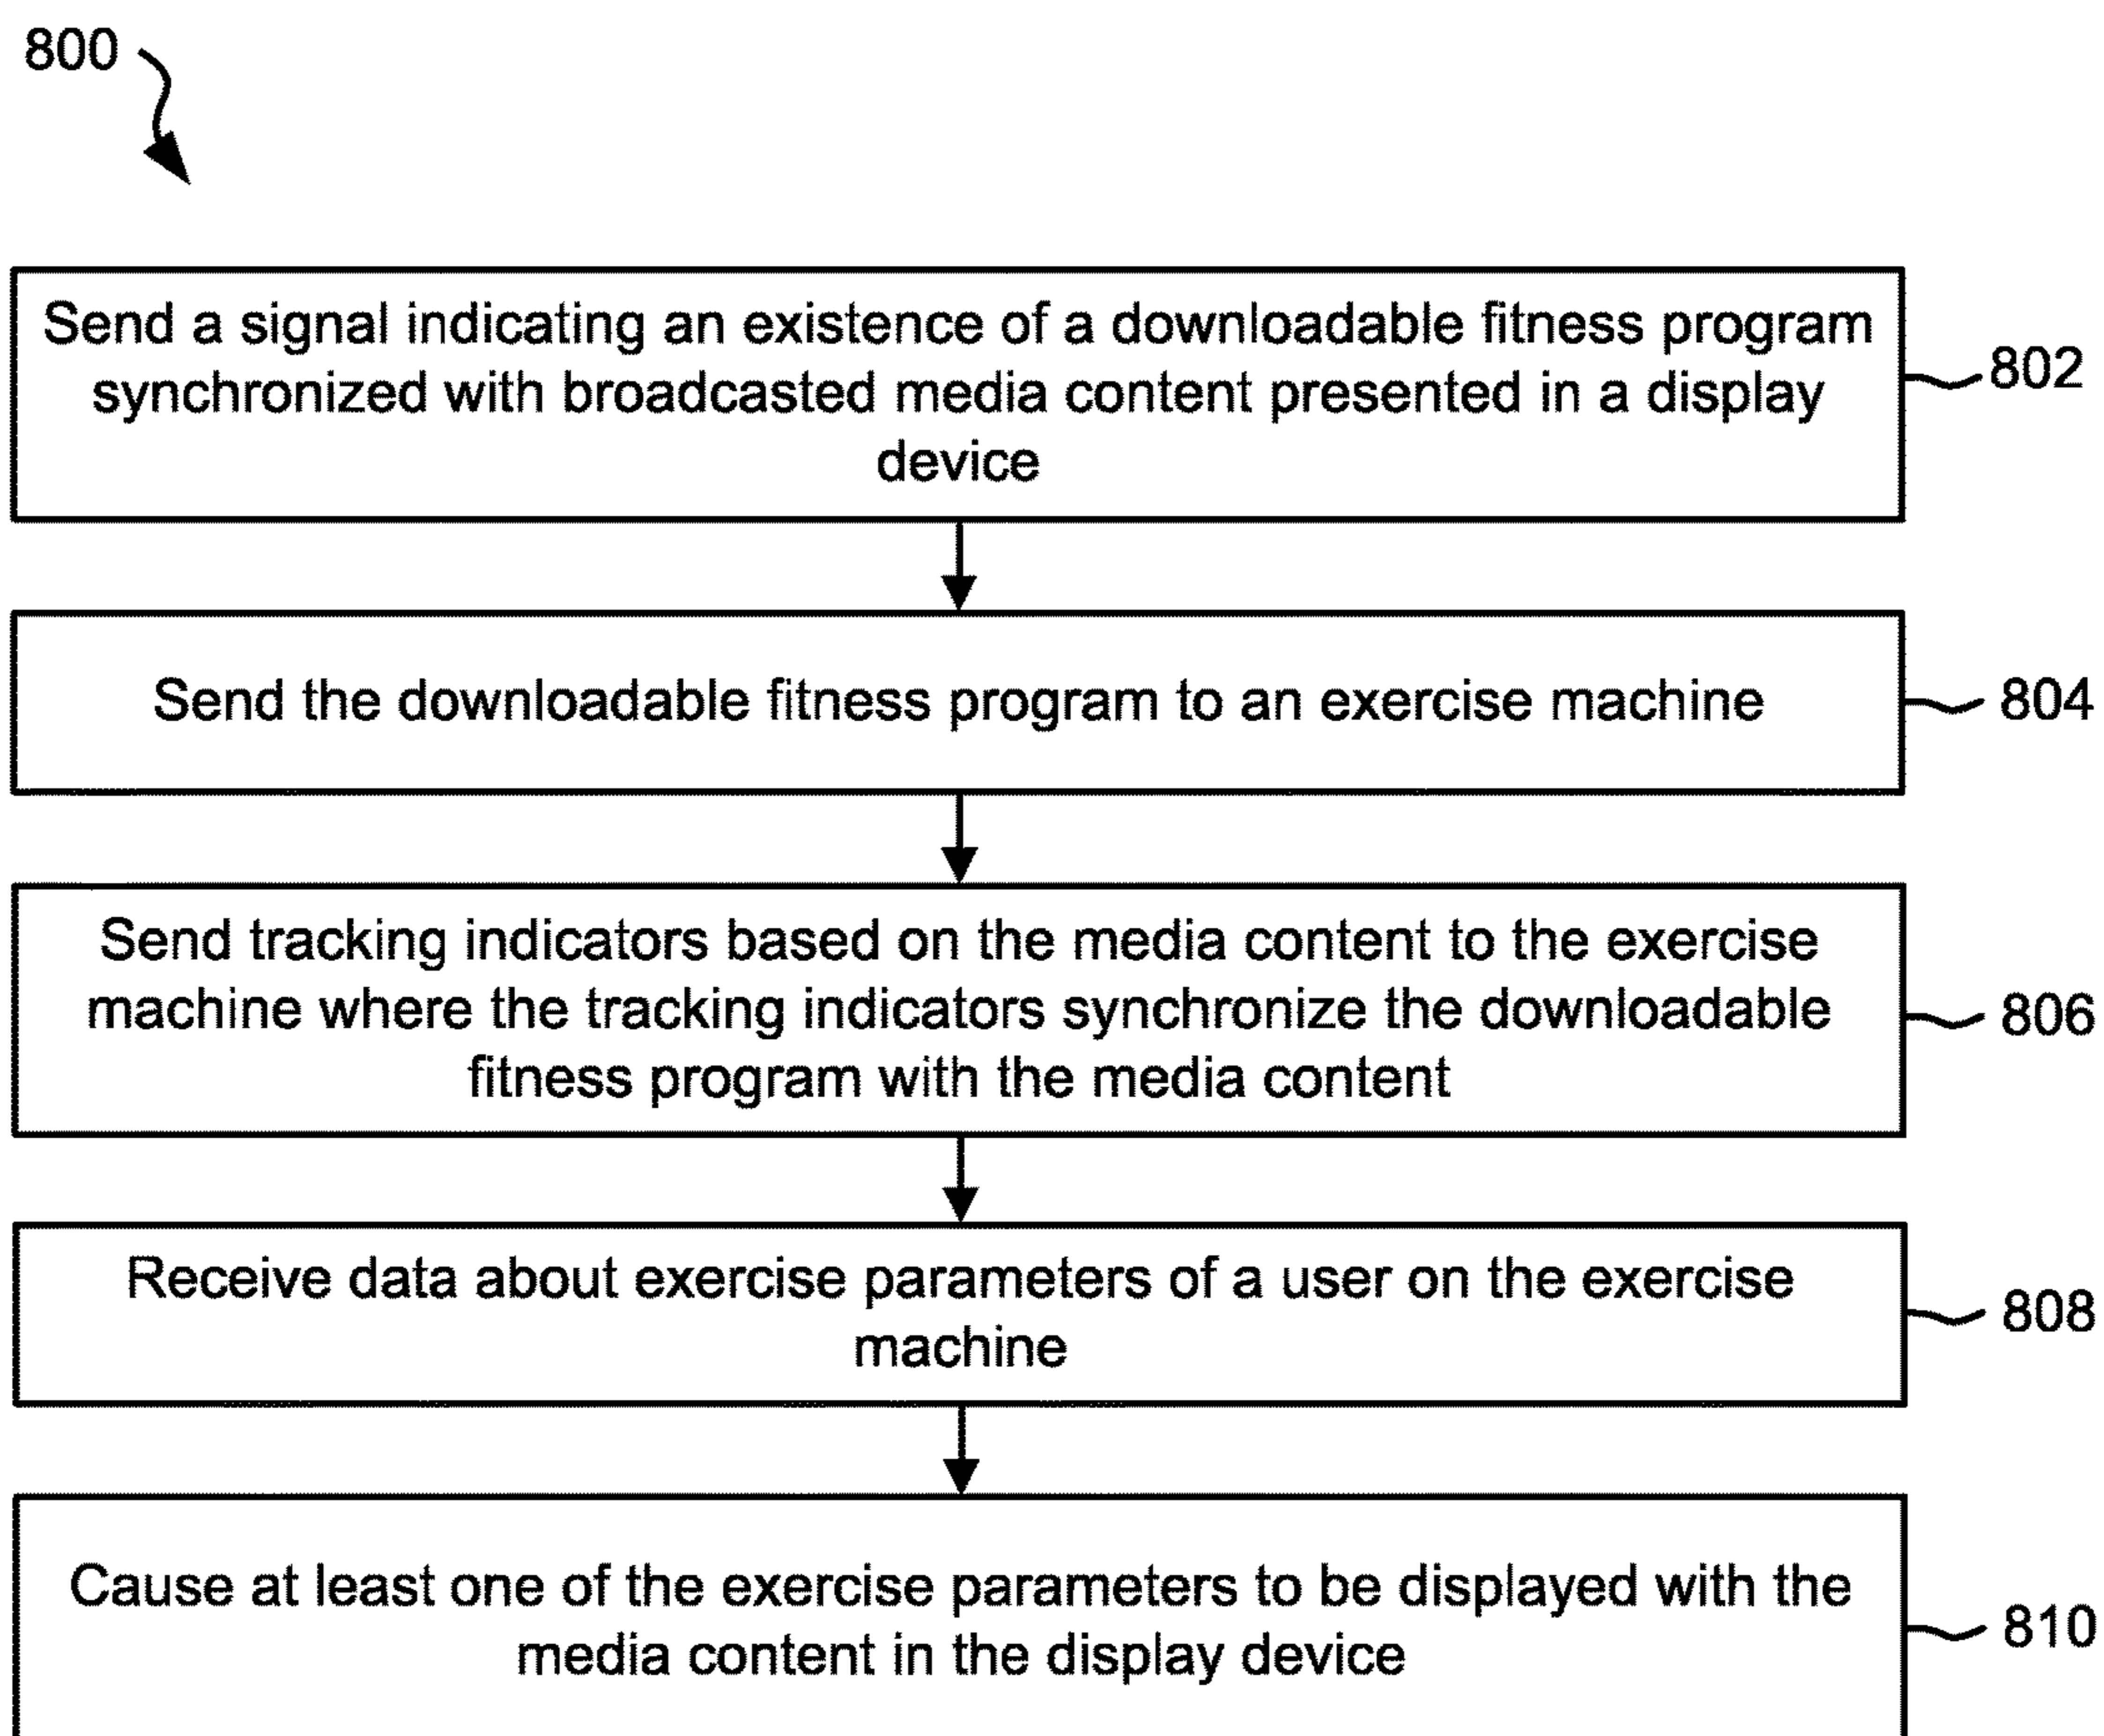 800
Send a signal indicating an existence of a downloadable fitness program
synchronized with broadcasted media content presented in a display
device
802
Send the downloadable fitness program to an exercise machine
804
Send tracking indicators based on the media content to the exercise
machine where the tracking indicators synchronize the downloadable
fitness program with the media content
806
Receive data about exercise parameters of a user on the exercise
machine
808
Cause at least one of the exercise parameters to be displayed with the
media content in the display device
810